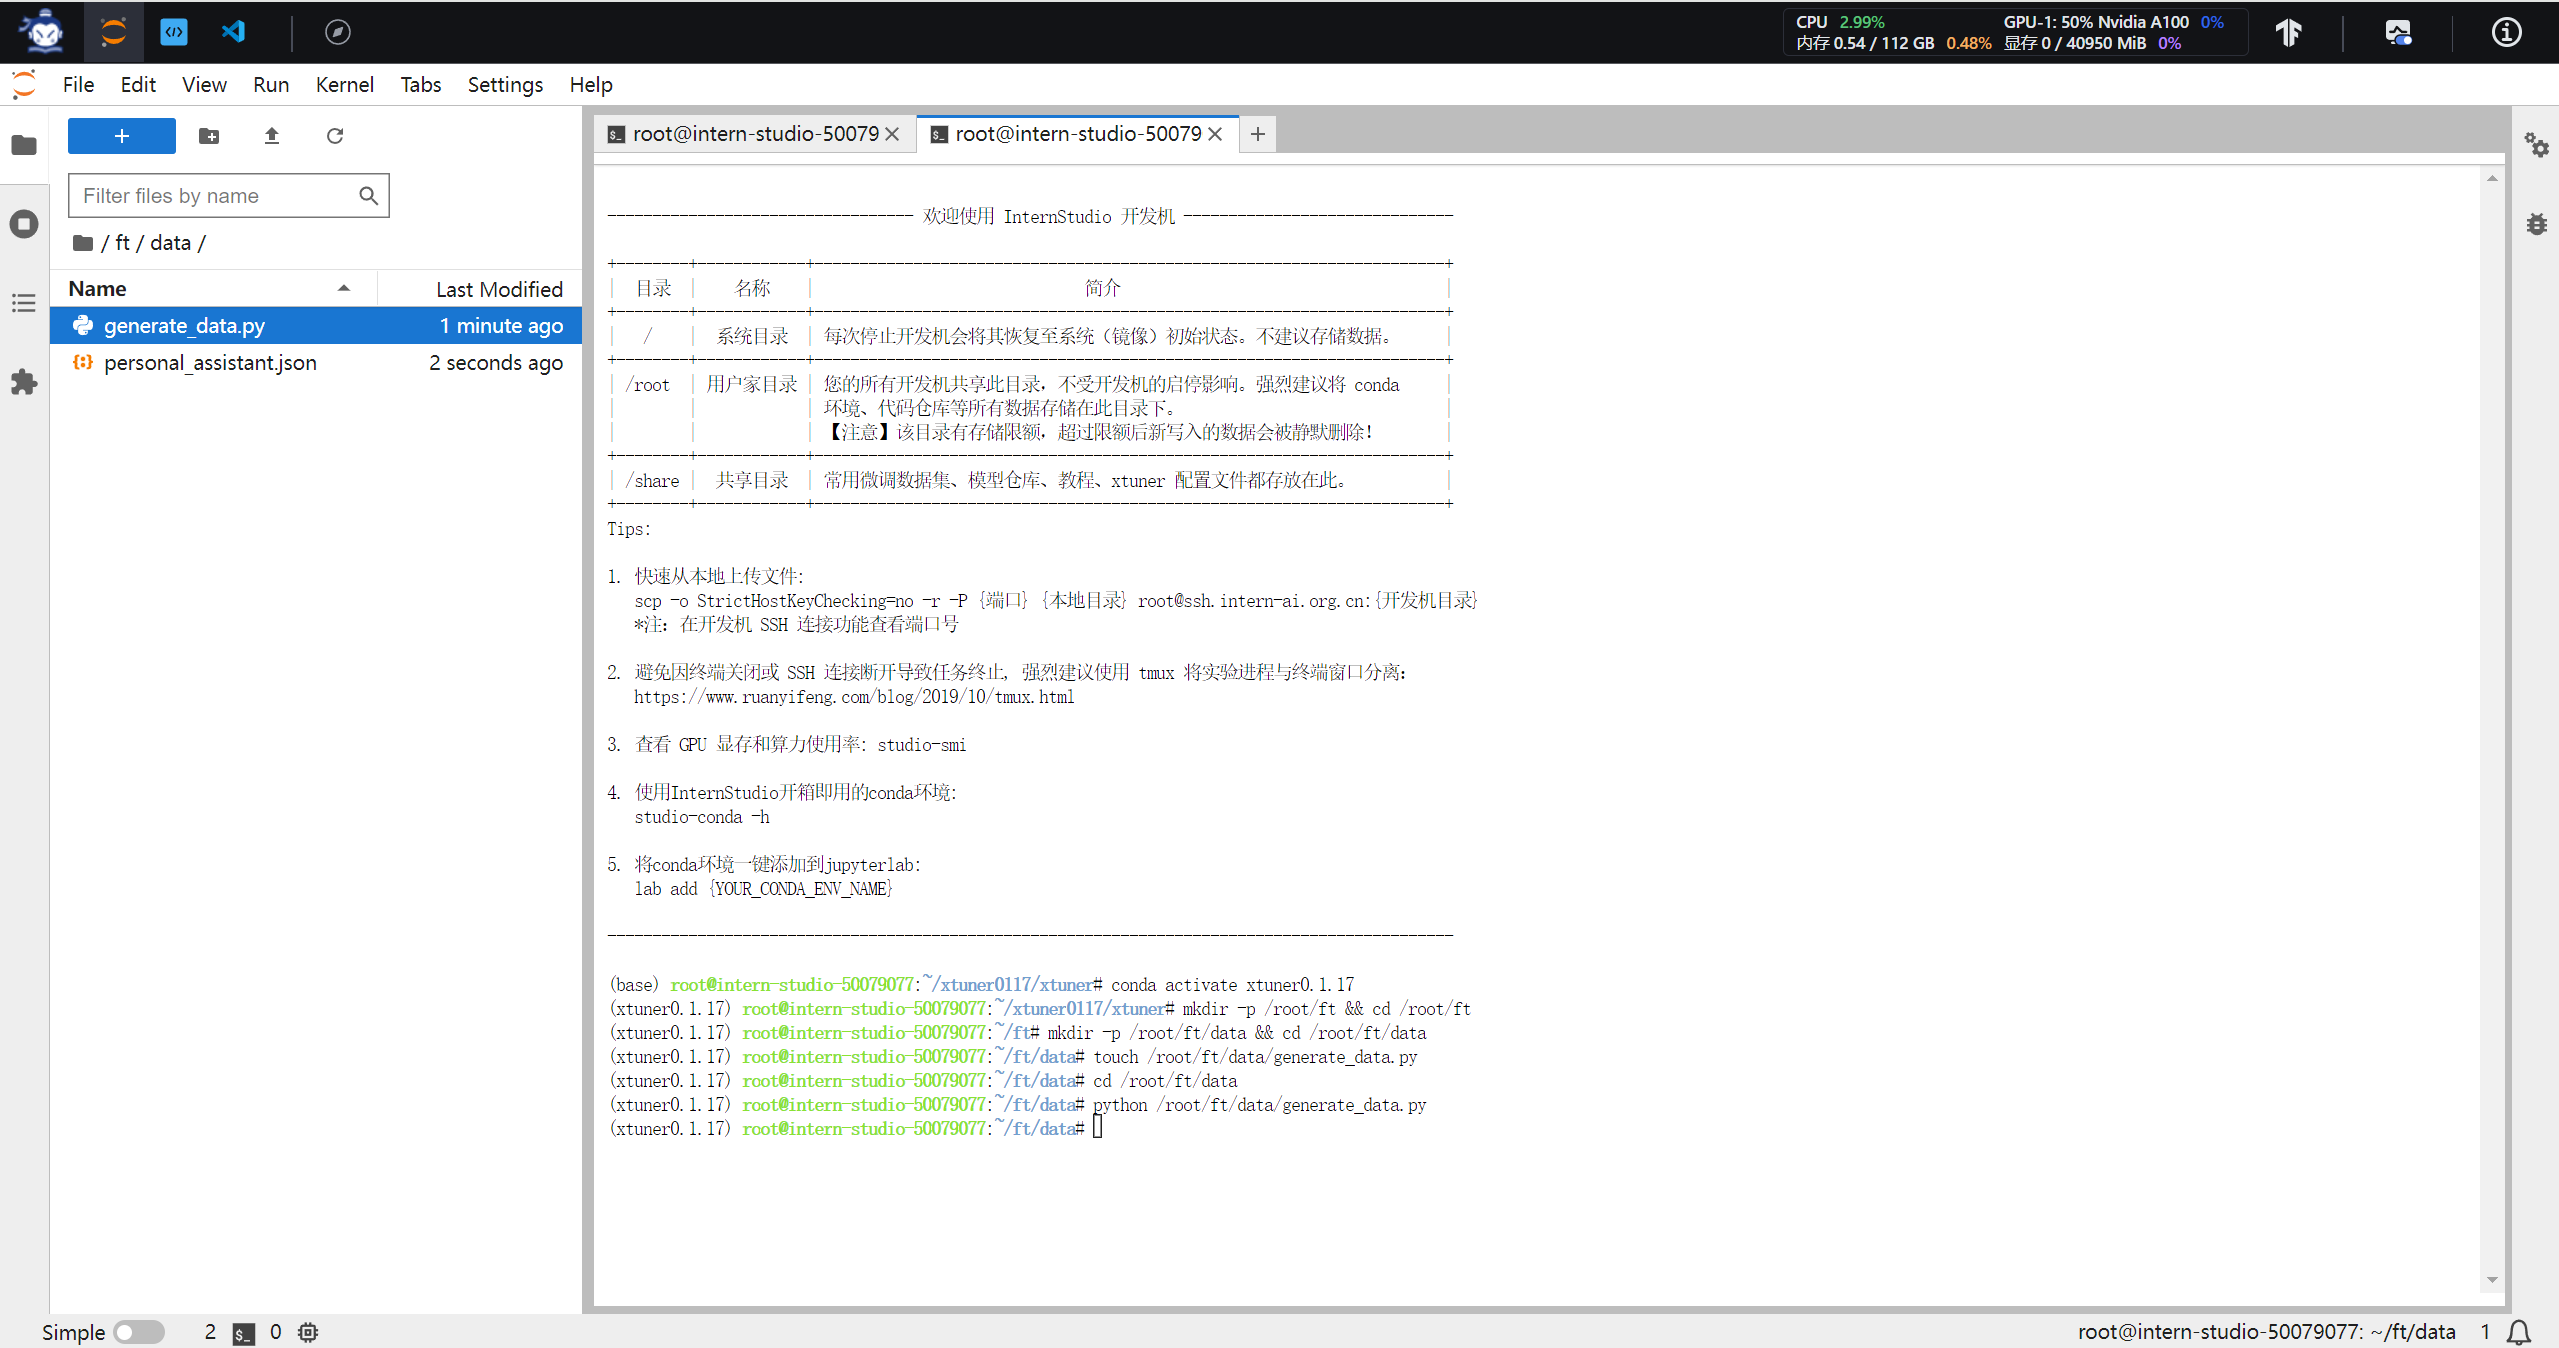 CPU 2.99% GPU-1: 50% Nvidia A100 0%
内存 0.54 / 112 GB 0.48% 显存 0 / 40950 MiB 0%
File Edit View Run Kernel Tabs Settings Help
root@intern-studio-50079 root@intern-studio-50079
Filter files by name
/ ft / data /
Name Last Modified
generate_data.py 1 minute ago
personal_assistant.json 2 seconds ago
---------------------------------- 欢迎使用 InternStudio 开发机 ------------------------------
目录 | 名称 | 简介
/ | 系统目录 | 每次停止开发机会将其恢复至系统（镜像）初始状态。不建议存储数据。
/root | 用户家目录 | 您的所有开发机共享此目录，不受开发机的启停影响。强烈建议将 conda
环境、代码仓库等所有数据存储在此目录下。
【注意】该目录有存储限额，超过限额后新写入的数据会被静默删除！
/share | 共享目录 | 常用微调数据集、模型仓库、教程、xtuner 配置文件都存放在此。
Tips:
1. 快速从本地上传文件:
scp -o StrictHostKeyChecking=no -r -P {端口} {本地目录} root@ssh.intern-ai.org.cn:{开发机目录}
*注: 在开发机 SSH 连接功能查看端口号
2. 避免因终端关闭或 SSH 连接断开导致任务终止, 强烈建议使用 tmux 将实验进程与终端窗口分离:
https://www.ruanyifeng.com/blog/2019/10/tmux.html
3. 查看 GPU 显存和算力使用率: studio-smi
4. 使用InternStudio开箱即用的conda环境:
studio-conda -h
5. 将conda环境一键添加到jupyterlab:
lab add {YOUR_CONDA_ENV_NAME}
(base) root@intern-studio-50079077:~/xtuner0117/xtuner# conda activate xtuner0.1.17
(xtuner0.1.17) root@intern-studio-50079077:~/xtuner0117/xtuner# mkdir -p /root/ft && cd /root/ft
(xtuner0.1.17) root@intern-studio-50079077:~/ft# mkdir -p /root/ft/data && cd /root/ft/data
(xtuner0.1.17) root@intern-studio-50079077:~/ft/data# touch /root/ft/data/generate_data.py
(xtuner0.1.17) root@intern-studio-50079077:~/ft/data# cd /root/ft/data
(xtuner0.1.17) root@intern-studio-50079077:~/ft/data# python /root/ft/data/generate_data.py
(xtuner0.1.17) root@intern-studio-50079077:~/ft/data#
Simple 2 0 root@intern-studio-50079077: ~/ft/data 1